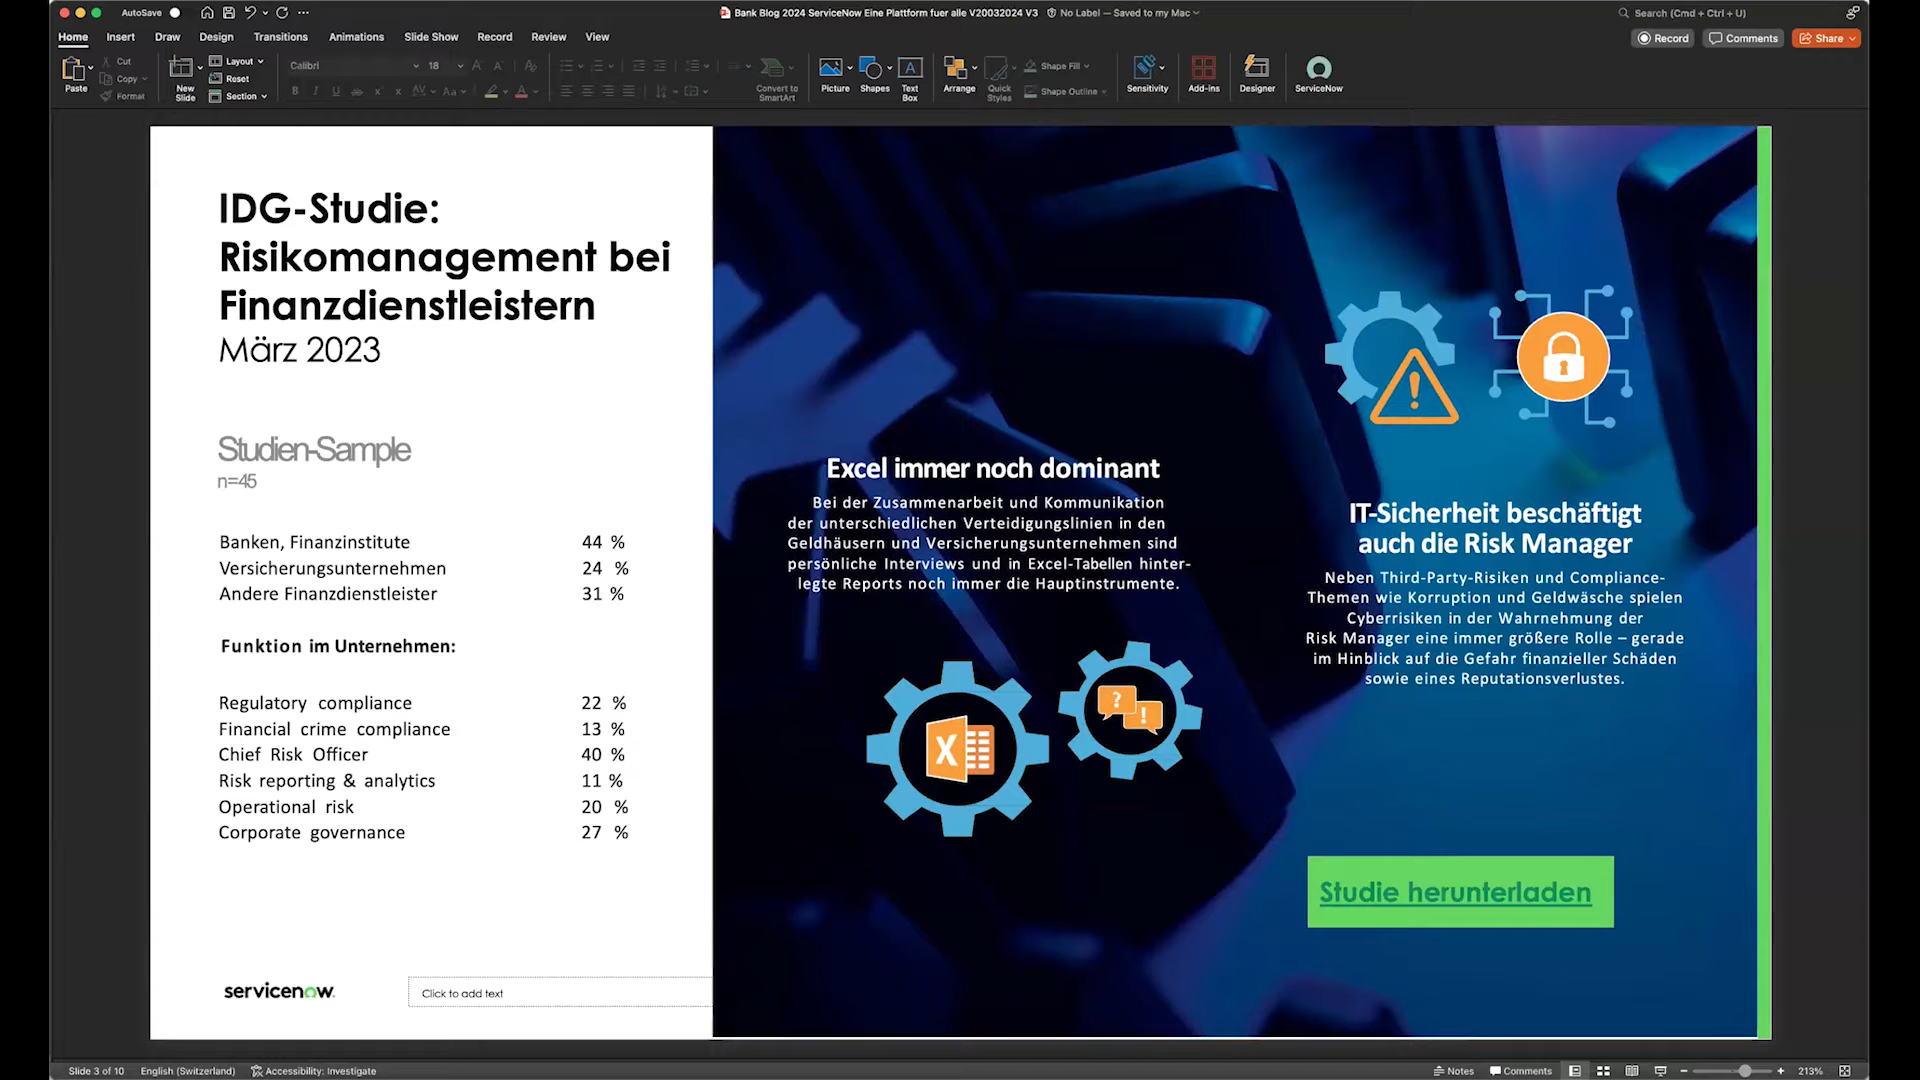 AutoSave
Bank Blog 2024 ServiceNow Eine Plattform fuer alle V20032024 V3
No Label — Saved to my Mac
Search (Cmd + Ctrl + U)
Home Insert Draw Design Transitions Animations Slide Show Record Review View
Record Comments Share
Paste
Cut
Copy
Format
New Slide
Layout
Reset
Section
Calibri 18
Convert to SmartArt
Picture
Shapes
Text Box
Arrange
Quick Styles
Shape Fill
Shape Outline
Sensitivity
Add-ins
Designer
ServiceNow
IDG-Studie:
Risikomanagement bei
Finanzdienstleistern
März 2023
Studien-Sample
n=45
Banken, Finanzinstitute 44 %
Versicherungsunternehmen 24 %
Andere Finanzdienstleister 31 %
Funktion im Unternehmen:
Regulatory compliance 22 %
Financial crime compliance 13 %
Chief Risk Officer 40 %
Risk reporting & analytics 11 %
Operational risk 20 %
Corporate governance 27 %
servicenow.
Click to add text
Excel immer noch dominant
Bei der Zusammenarbeit und Kommunikation
der unterschiedlichen Verteidigungslinien in den
Geldhäusern und Versicherungsunternehmen sind
persönliche Interviews und in Excel-Tabellen hinter-
legte Reports noch immer die Hauptinstrumente.
X
? !
!
IT-Sicherheit beschäftigt
auch die Risk Manager
Neben Third-Party-Risiken und Compliance-
Themen wie Korruption und Geldwäsche spielen
Cyberrisiken in der Wahrnehmung der
Risk Manager eine immer größere Rolle – gerade
im Hinblick auf die Gefahr finanzieller Schäden
sowie eines Reputationsverlustes.
Studie herunterladen
Slide 3 of 10 English (Switzerland) Accessibility: Investigate
Notes Comments 213%